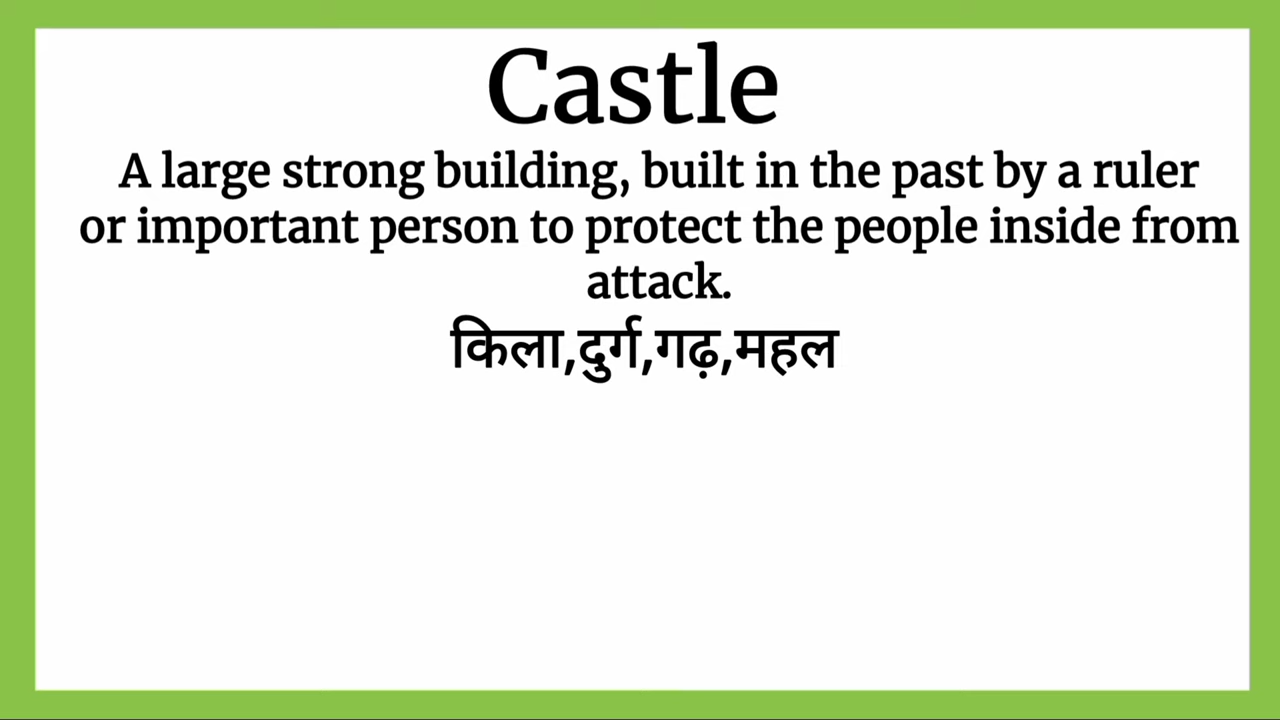 Castle
A large strong building, built in the past by a ruler
or important person to protect the people inside from
attack.
किला,दुर्ग,गढ़,महल